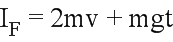 I_F = 2mv + mgt